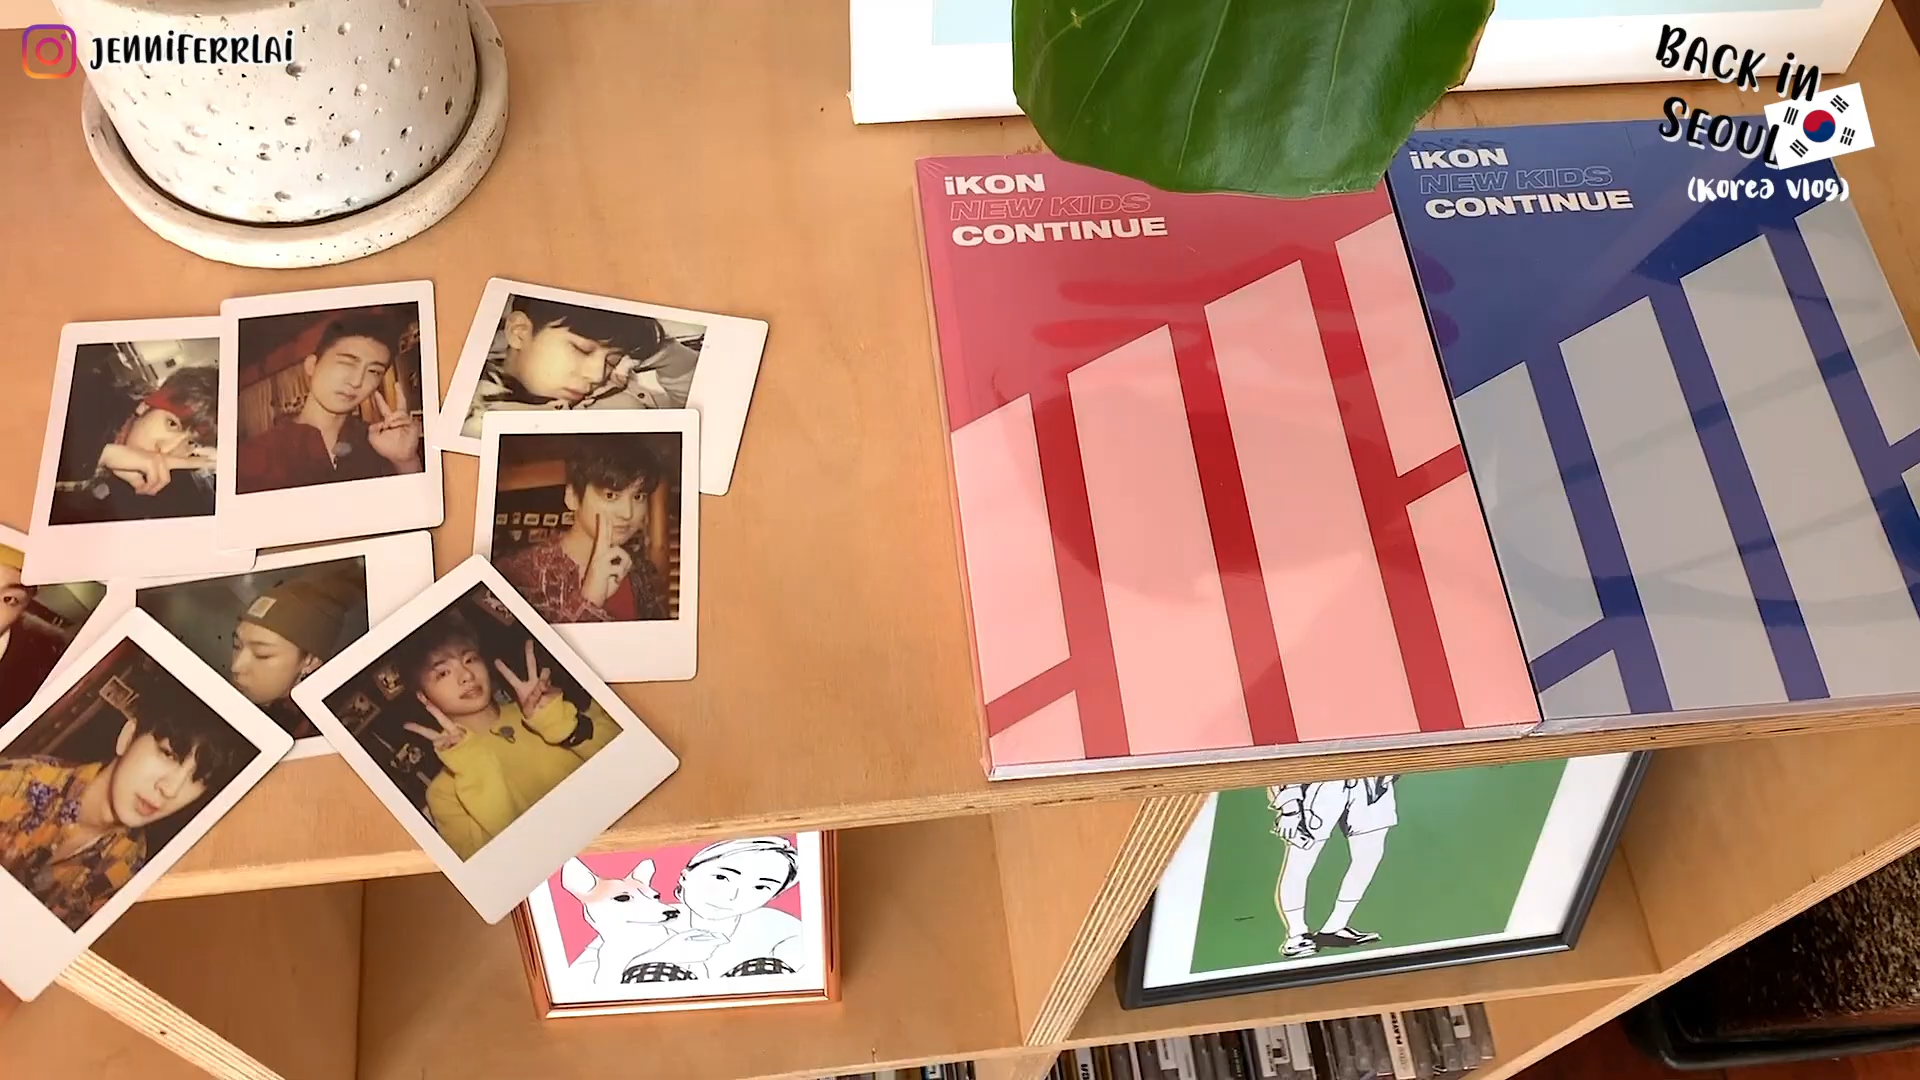 JENNIFERRLAI
BACK iN
SEOUL
(Korea Vlog)
iKON
NEW KIDS
CONTINUE
iKON
NEW KIDS
CONTINUE